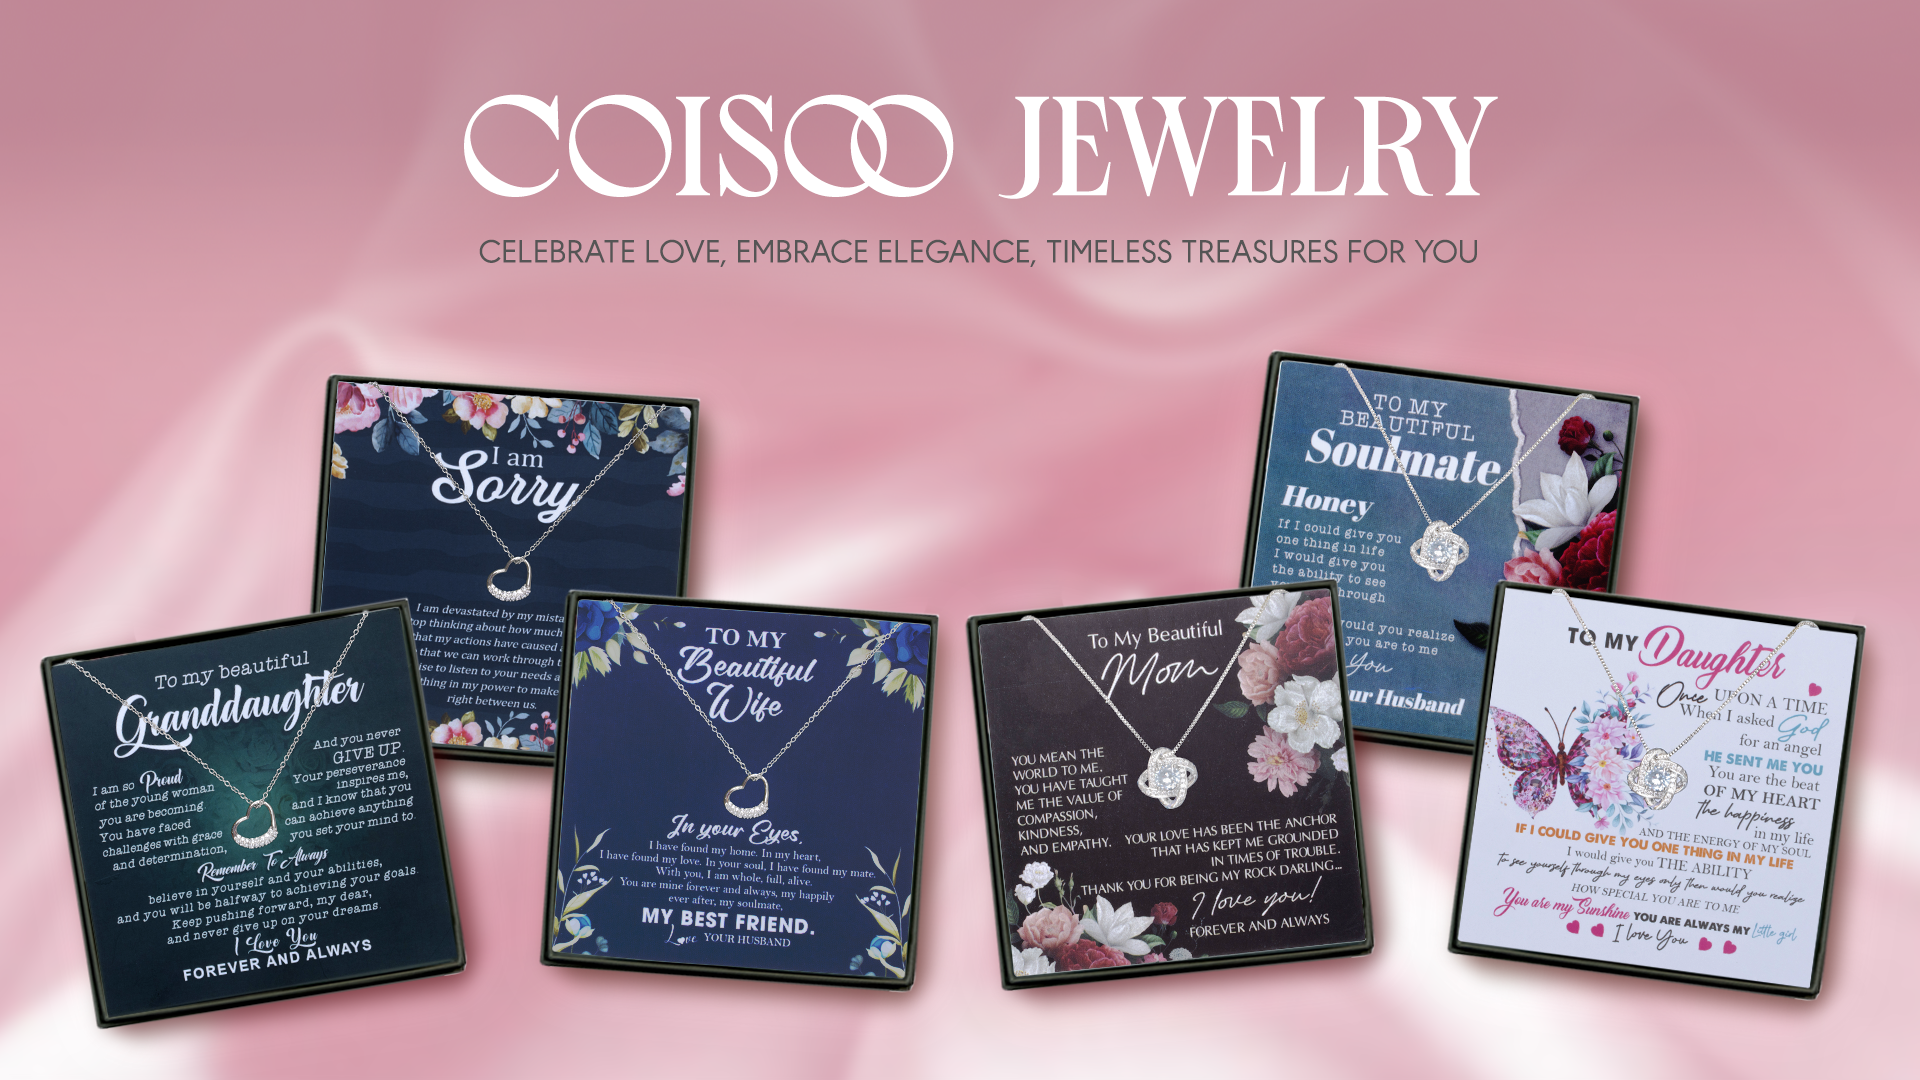 COISOO JEWELRY
CELEBRATE LOVE, EMBRACE ELEGANCE, TIMELESS TREASURES FOR YOU
I am
Sorry
I am devastated by my
thinking about how much
that my actions have caused
that we can work through
to listen to your needs
thing in my power to make
right between us.
To my beautiful
Granddaughter
I am so Proud
of the young woman
you are becoming
You have faced
challenges with grace
and determination,
And you never
GIVE UP.
Your perseverance
inspires me,
and I know that you
can achieve anything
you set your mind to.
Remember To Always
believe in yourself and your abilities,
and you will be halfway to achieving your goals.
Keep pushing forward, my dear,
and never give up on your dreams.
I Love You
FOREVER AND ALWAYS
TO MY
Beautiful
Wife
In your Eyes,
I have found my home. In my heart,
I have found my love. In your soul, I have found my mate.
With you, I am whole, full, alive.
You are mine forever and always, my happily
ever after, my soulmate,
MY BEST FRIEND.
Love YOUR HUSBAND
To My Beautiful
Mom
YOU MEAN THE
WORLD TO ME.
YOU HAVE TAUGHT
ME THE VALUE OF
COMPASSION,
KINDNESS,
AND EMPATHY.
YOUR LOVE HAS BEEN THE ANCHOR
THAT HAS KEPT ME GROUNDED
IN TIMES OF TROUBLE.
THANK YOU FOR BEING MY ROCK DARLING...
I love you!
FOREVER AND ALWAYS
TO MY
BEAUTIFUL
Soulmate
Honey
If I could give you
one thing in life
I would give you
the ability to see
would you realize
you are to me
You
Husband
TO MY Daughter
Once UPON A TIME
When I asked God
for an angel
HE SENT ME YOU
You are the beat
OF MY HEART
the happiness
in my life
AND THE ENERGY OF MY SOUL
IF I COULD GIVE YOU ONE THING IN MY LIFE
I would give you THE ABILITY
to see yourself through my eyes only then would you realize
HOW SPECIAL YOU ARE TO ME
You are my Sunshine YOU ARE ALWAYS MY Little girl
I love You